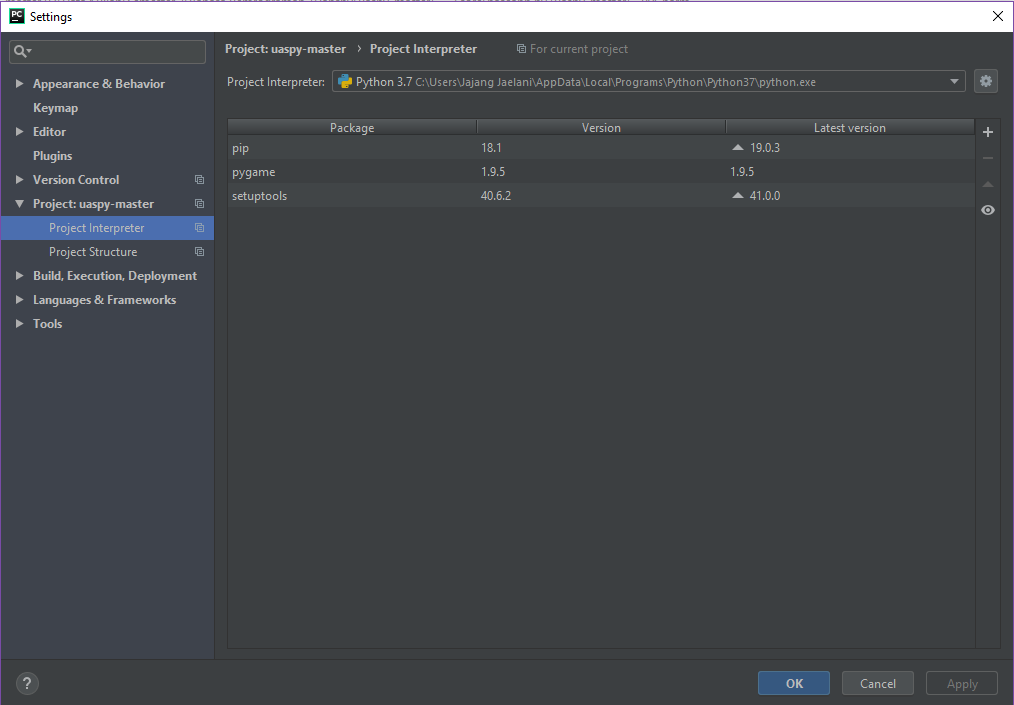 PC Settings
Appearance & Behavior
Keymap
Editor
Plugins
Version Control
Project: uaspy-master
Project Interpreter
Project Structure
Build, Execution, Deployment
Languages & Frameworks
Tools
Project: uaspy-master › Project Interpreter For current project
Project Interpreter: Python 3.7 C:\Users\Jajang Jaelani\AppData\Local\Programs\Python\Python37\python.exe
Package Version Latest version
pip 18.1 19.0.3
pygame 1.9.5 1.9.5
setuptools 40.6.2 41.0.0
? OK Cancel Apply